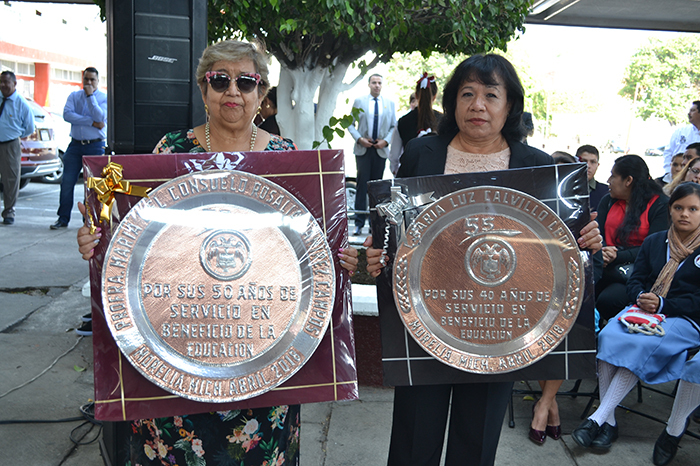 BOSE
PROFRA. MARIA DEL CONSUELO ROSALES
CAMPOS
POR SUS 50 AÑOS DE
SERVICIO EN
BENEFICIO DE LA
EDUCACION
MORELIA MICH ABRIL 2018
MARIA LUZ CALVILLO
55
POR SUS 40 AÑOS DE
SERVICIO EN
BENEFICIO DE LA
EDUCACION
MORELIA MICH. ABRIL 2018